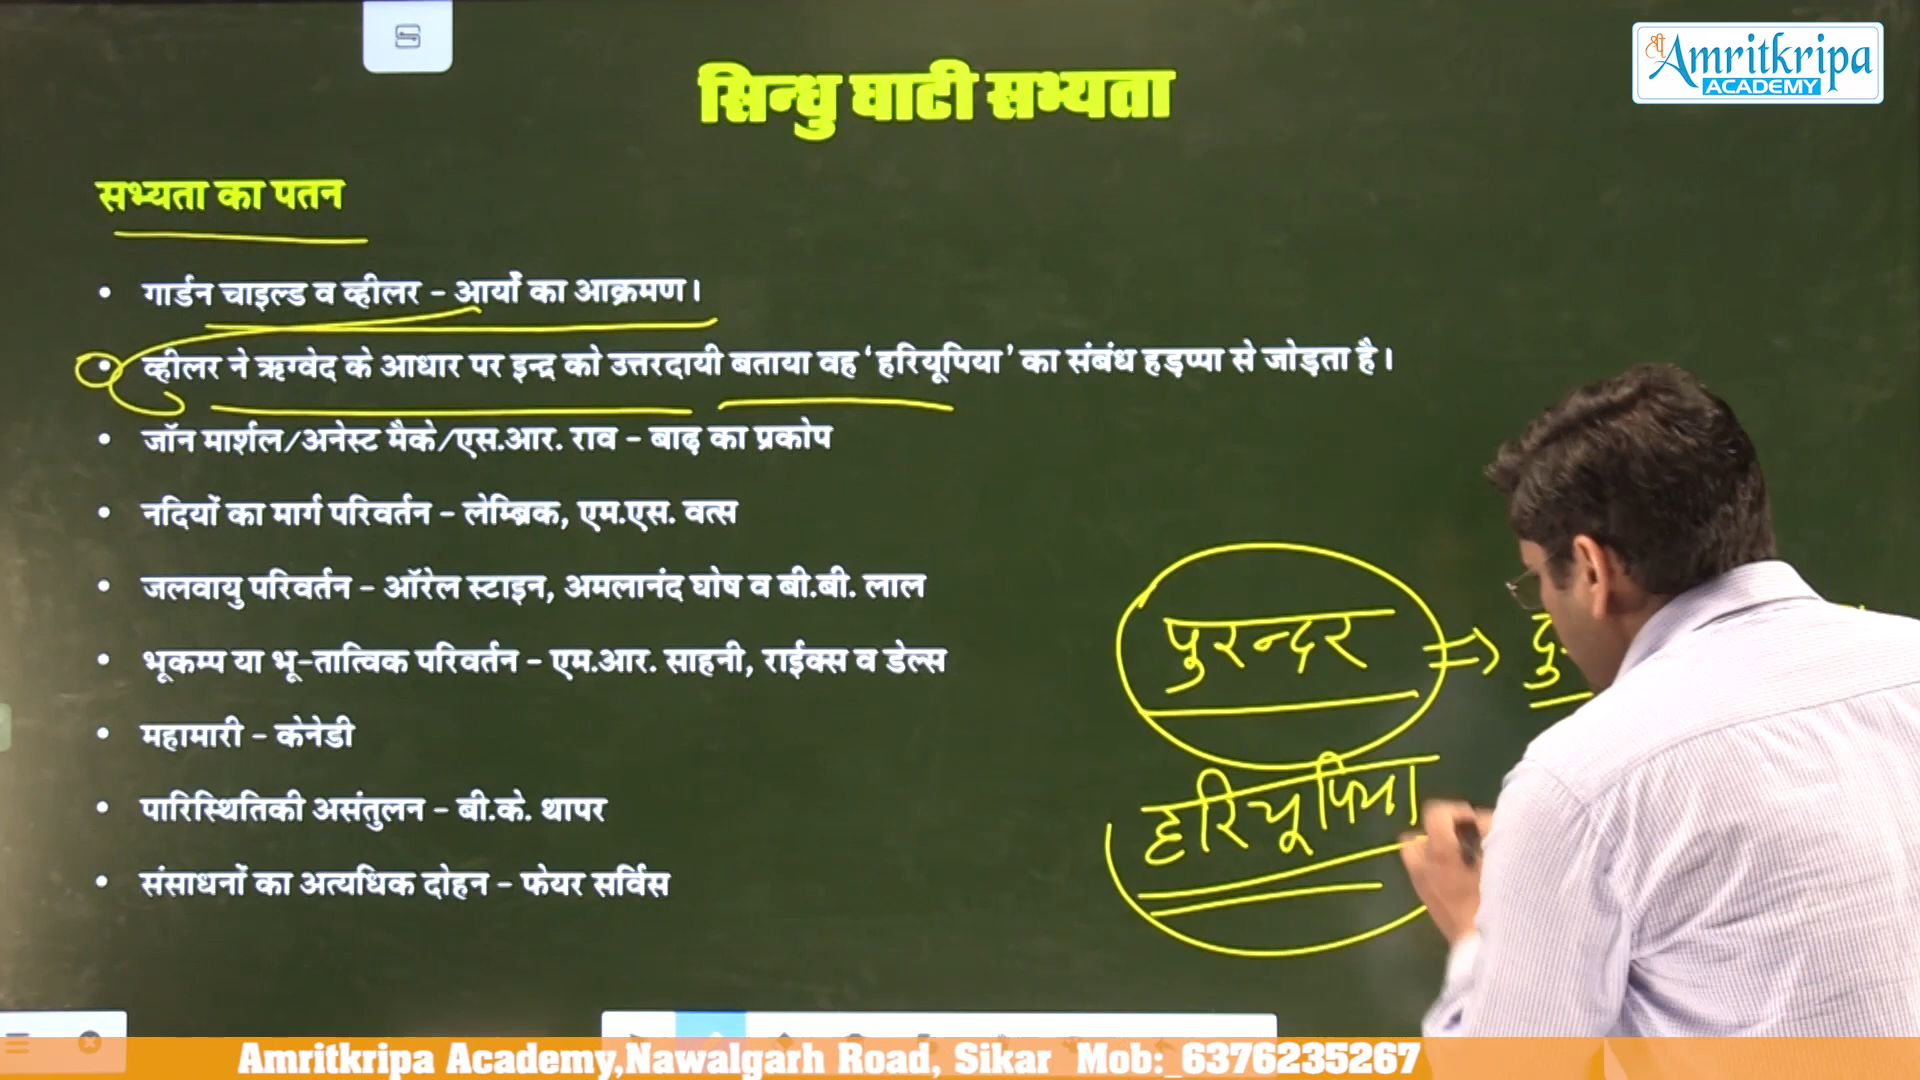 श्री Amritkripa
ACADEMY
सिन्धु घाटी सभ्यता
सभ्यता का पतन
• गार्डन चाइल्ड व व्हीलर - आर्यों का आक्रमण।
• व्हीलर ने ऋग्वेद के आधार पर इन्द्र को उत्तरदायी बताया वह 'हरियूपिया' का संबंध हड़प्पा से जोड़ता है।
• जॉन मार्शल/अनेस्ट मैके/एस.आर. राव - बाढ़ का प्रकोप
• नदियों का मार्ग परिवर्तन - लेम्ब्रिक, एम.एस. वत्स
• जलवायु परिवर्तन - ऑरेल स्टाइन, अमलानंद घोष व बी.बी. लाल
• भूकम्प या भू-तात्विक परिवर्तन - एम.आर. साहनी, राईक्स व डेल्स
• महामारी - केनेडी
• पारिस्थितिकी असंतुलन - बी.के. थापर
• संसाधनों का अत्यधिक दोहन - फेयर सर्विस
पुरन्दर ⇒
हरियूपिया
Amritkripa Academy,Nawalgarh Road, Sikar Mob:_6376235267